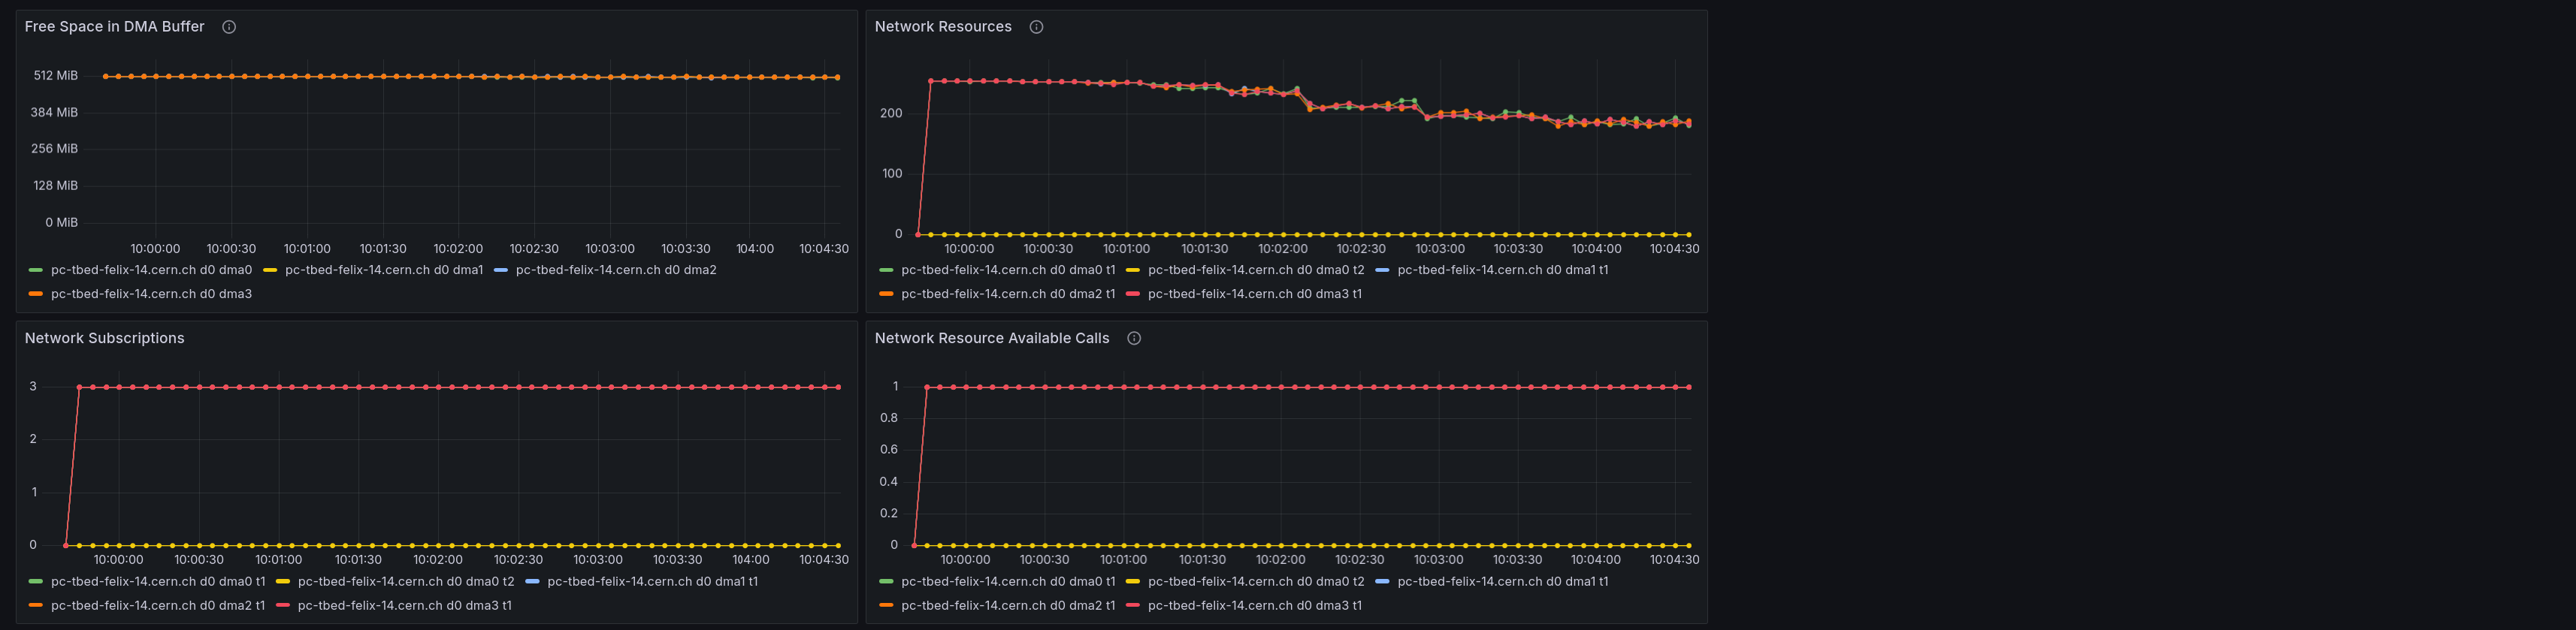 Free Space in DMA Buffer
512 MiB
384 MiB
256 MiB
128 MiB
0 MiB
10:00:00 10:00:30 10:01:00 10:01:30 10:02:00 10:02:30 10:03:00 10:03:30 104:00 10:04:30
pc-tbed-felix-14.cern.ch d0 dma0 pc-tbed-felix-14.cern.ch d0 dma1 pc-tbed-felix-14.cern.ch d0 dma2
pc-tbed-felix-14.cern.ch d0 dma3
Network Resources
200
100
0
10:00:00 10:00:30 10:01:00 10:01:30 10:02:00 10:02:30 10:03:00 10:03:30 10:04:00 10:04:30
pc-tbed-felix-14.cern.ch d0 dma0 t1 pc-tbed-felix-14.cern.ch d0 dma0 t2 pc-tbed-felix-14.cern.ch d0 dma1 t1
pc-tbed-felix-14.cern.ch d0 dma2 t1 pc-tbed-felix-14.cern.ch d0 dma3 t1
Network Subscriptions
3
2
1
0
10:00:00 10:00:30 10:01:00 10:01:30 10:02:00 10:02:30 10:03:00 10:03:30 104:00 10:04:30
pc-tbed-felix-14.cern.ch d0 dma0 t1 pc-tbed-felix-14.cern.ch d0 dma0 t2 pc-tbed-felix-14.cern.ch d0 dma1 t1
pc-tbed-felix-14.cern.ch d0 dma2 t1 pc-tbed-felix-14.cern.ch d0 dma3 t1
Network Resource Available Calls
1
0.8
0.6
0.4
0.2
0
10:00:00 10:00:30 10:01:00 10:01:30 10:02:00 10:02:30 10:03:00 10:03:30 10:04:00 10:04:30
pc-tbed-felix-14.cern.ch d0 dma0 t1 pc-tbed-felix-14.cern.ch d0 dma0 t2 pc-tbed-felix-14.cern.ch d0 dma1 t1
pc-tbed-felix-14.cern.ch d0 dma2 t1 pc-tbed-felix-14.cern.ch d0 dma3 t1